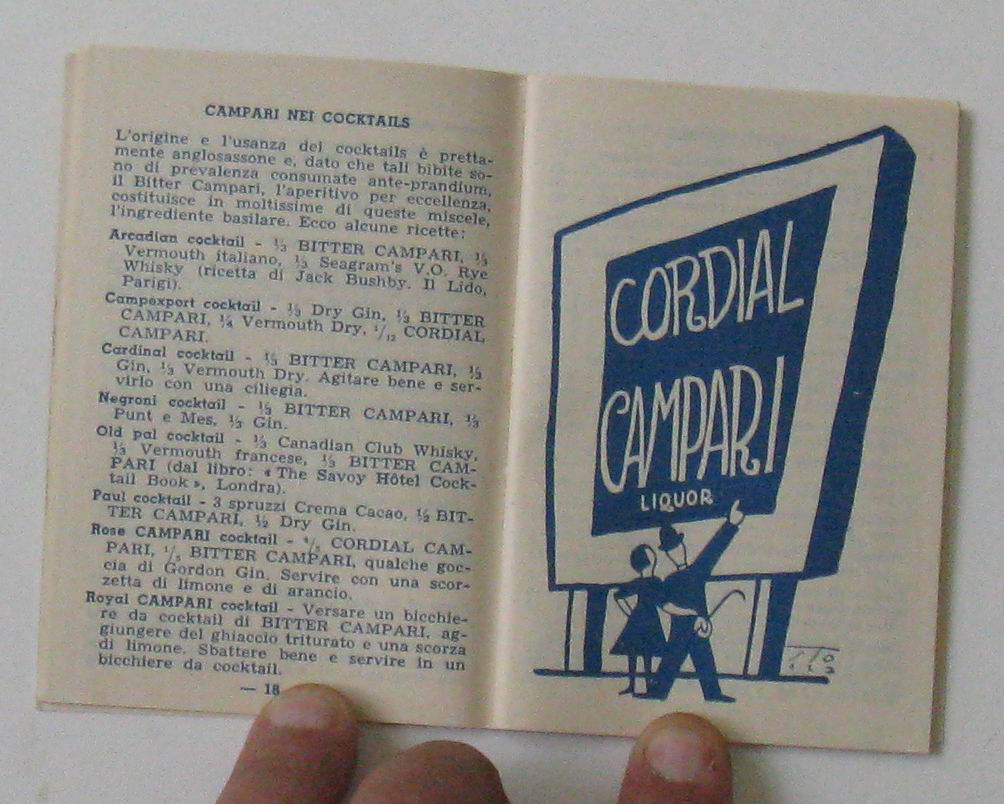 CAMPARI NEI COCKTAILS
L'origine e l'usanza dei cocktails è pretta-
mente anglosassone e, dato che tali bibite so-
no di prevalenza consumate ante-prandium,
il Bitter Campari, l'aperitivo per eccellenza,
costituisce in moltissime di queste miscele,
l'ingrediente basilare. Ecco alcune ricette:
Arcadian cocktail - ⅓ BITTER CAMPARI, ⅓
Vermouth italiano, ⅓ Seagram's V.O. Rye
Whisky (ricetta di Jack Bushby. Il Lido,
Parigi).
Campexport cocktail - ⅓ Dry Gin, ⅓ BITTER
CAMPARI, ¼ Vermouth Dry, 1/12 CORDIAL
CAMPARI.
Cardinal cocktail - ⅓ BITTER CAMPARI, ⅓
Gin, ⅓ Vermouth Dry. Agitare bene e ser-
virlo con una ciliegia.
Negroni cocktail - ⅓ BITTER CAMPARI, ⅓
Punt e Mes, ⅓ Gin.
Old pal cocktail - ⅓ Canadian Club Whisky,
⅓ Vermouth francese, ⅓ BITTER CAM-
PARI (dal libro: « The Savoy Hôtel Cock-
tail Book », Londra).
Paul cocktail - 3 spruzzi Crema Cacao, ½ BIT-
TER CAMPARI, ½ Dry Gin.
Rose CAMPARI cocktail - 4/5 CORDIAL CAM-
PARI, 1/5 BITTER CAMPARI, qualche goc-
cia di Gordon Gin. Servire con una scor-
zetta di limone e di arancio.
Royal CAMPARI cocktail - Versare un bicchie-
re da cocktail di BITTER CAMPARI, ag-
giungere del ghiaccio triturato e una scorza
di limone. Sbattere bene e servire in un
bicchiere da cocktail.
— 18
CORDIAL
CAMPARI
LIQUOR